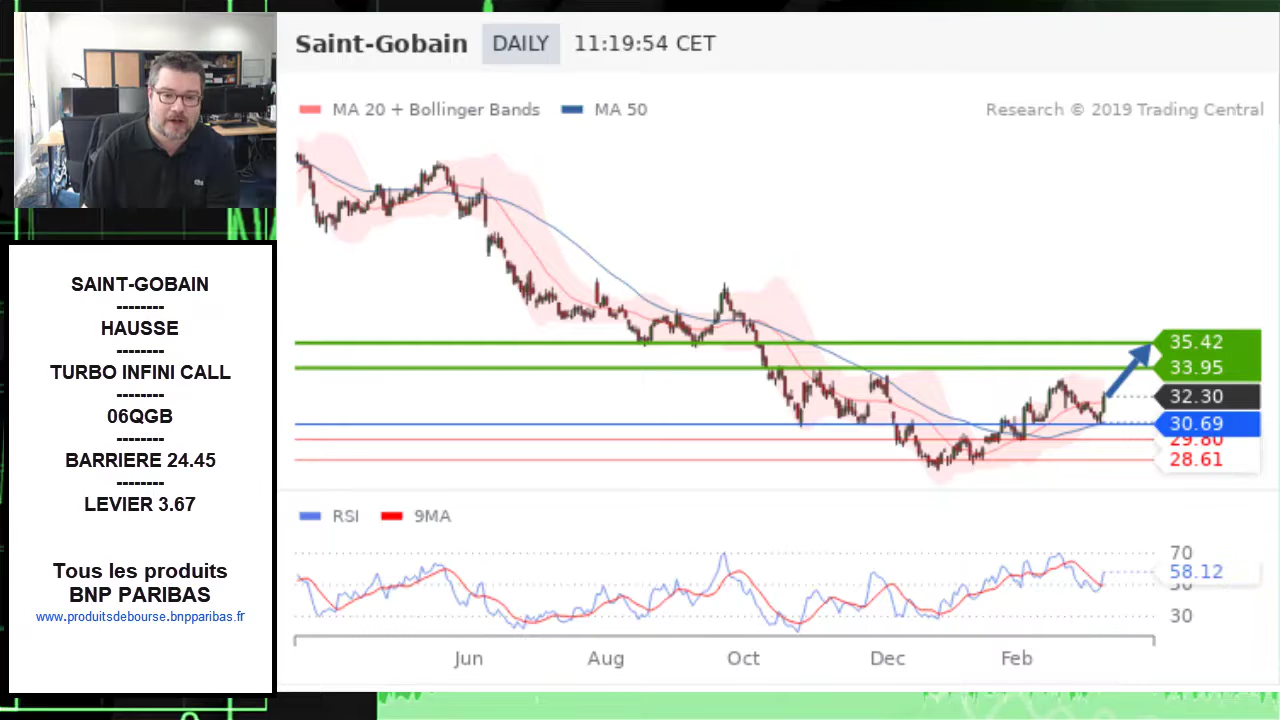 Saint-Gobain DAILY 11:19:54 CET
MA 20 + Bollinger Bands MA 50 Research © 2019 Trading Central
SAINT-GOBAIN
--------
HAUSSE
--------
TURBO INFINI CALL
--------
06QGB
--------
BARRIERE 24.45
--------
LEVIER 3.67
Tous les produits
BNP PARIBAS
www.produitsdebourse.bnpparibas.fr
35.42
33.95
32.30
30.69
29.80
28.61
RSI 9MA
70
58.12
50
30
Jun Aug Oct Dec Feb